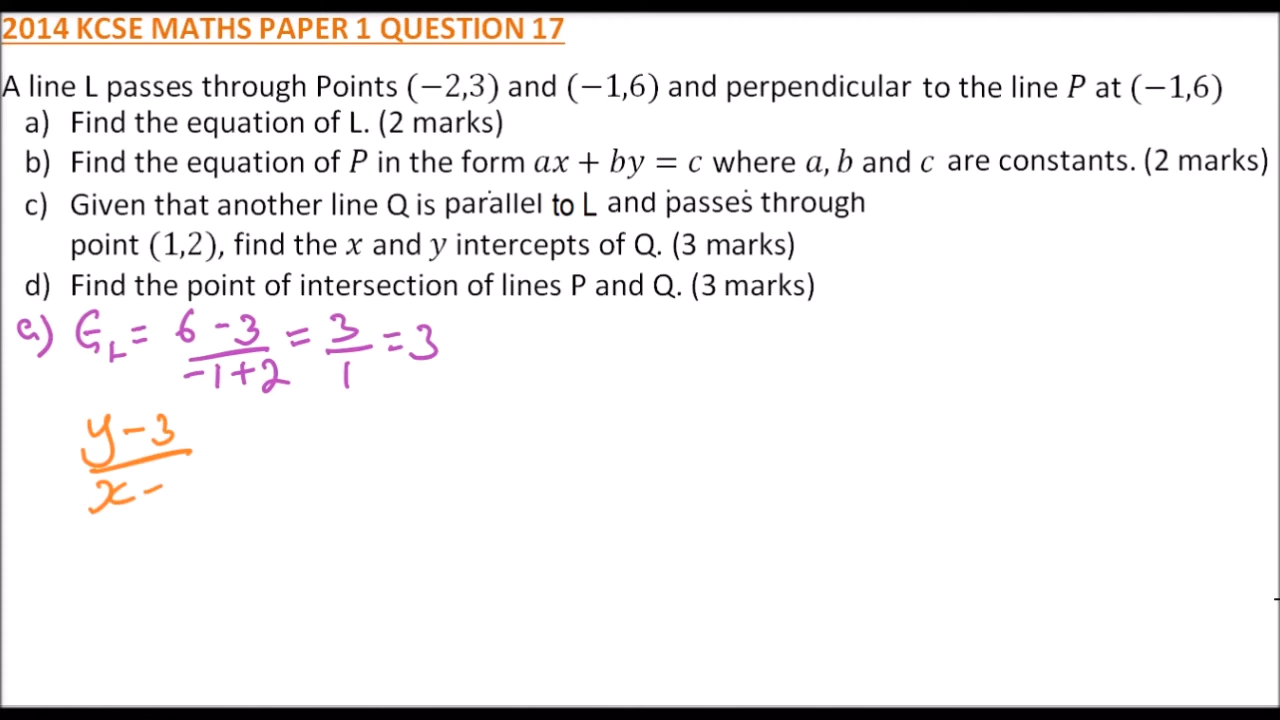 2014 KCSE MATHS PAPER 1 QUESTION 17
A line L passes through Points (−2,3) and (−1,6) and perpendicular to the line P at (−1,6)
a) Find the equation of L. (2 marks)
b) Find the equation of P in the form ax + by = c where a, b and c are constants. (2 marks)
c) Given that another line Q is parallel to L and passes through
point (1,2), find the x and y intercepts of Q. (3 marks)
d) Find the point of intersection of lines P and Q. (3 marks)
a) G_L = (6 - 3)/(-1 + 2) = 3/1 = 3
y - 3
x -